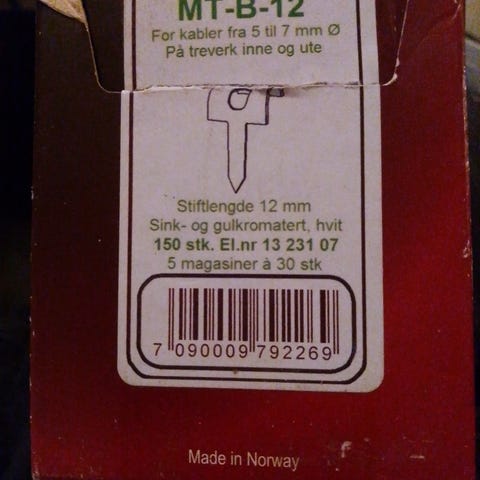 MT-B-12
For kabler fra 5 til 7 mm Ø
På treverk inne og ute
Stiftlengde 12 mm
Sink- og gulkromatert, hvit
150 stk. El.nr 13 231 07
5 magasiner à 30 stk
7 090009 792269
Made in Norway